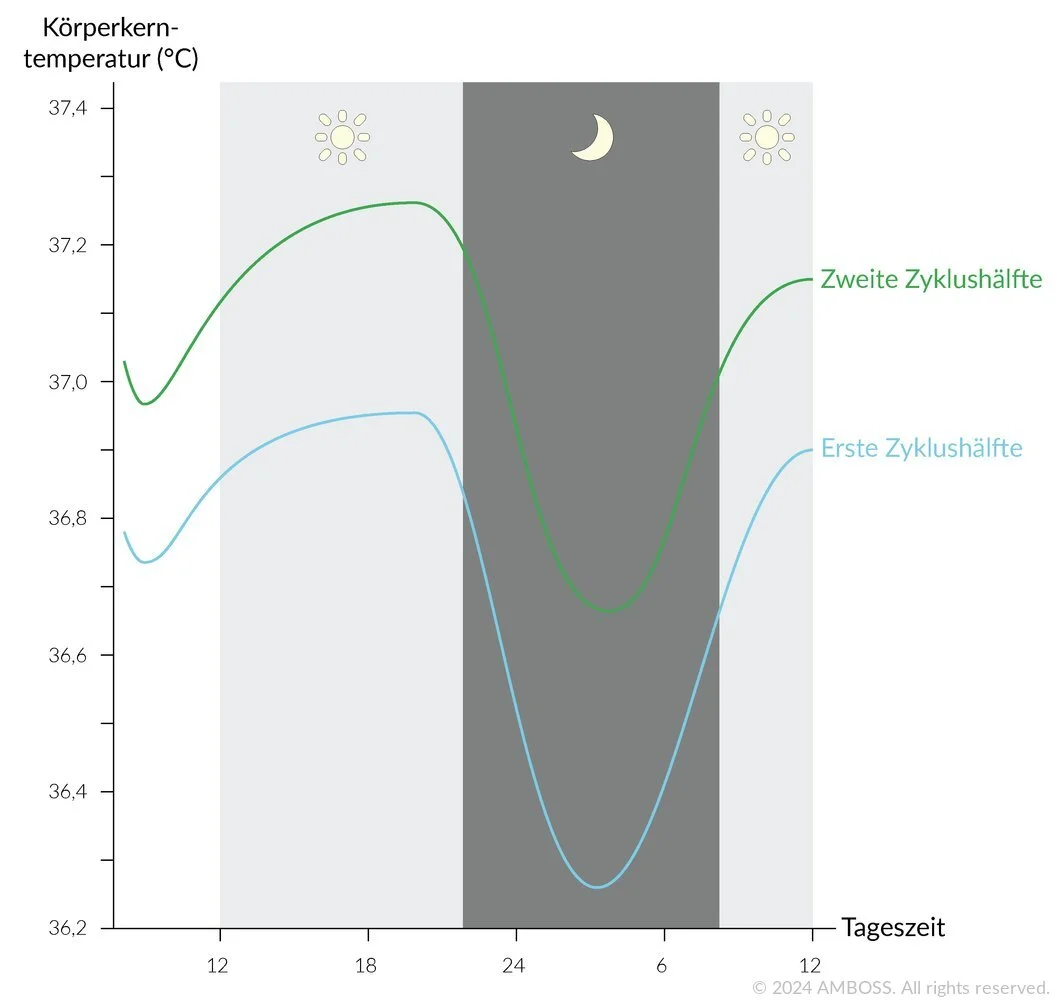 Körperkern-
temperatur (°C)
37,4
37,2
37,0
36,8
36,6
36,4
36,2
Zweite Zyklushälfte
Erste Zyklushälfte
12
18
24
6
12
Tageszeit
© 2024 AMBOSS. All rights reserved.